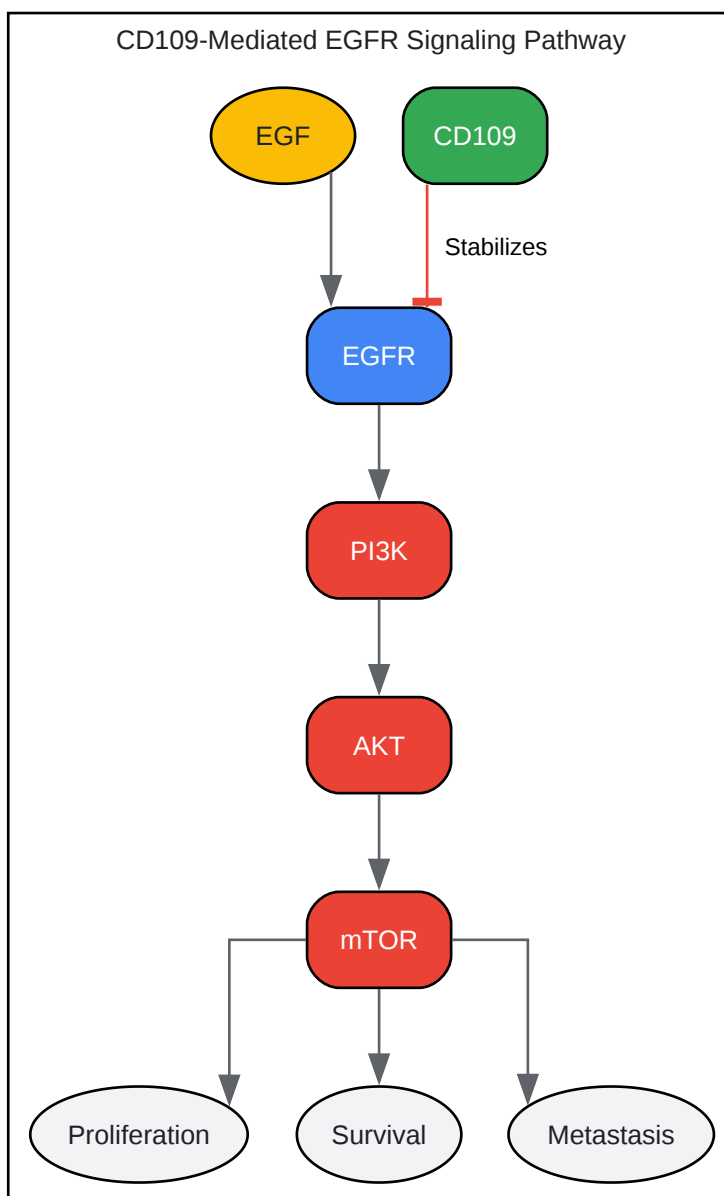 CD109-Mediated EGFR Signaling Pathway
EGF
CD109
Stabilizes
EGFR
PI3K
AKT
mTOR
Proliferation
Survival
Metastasis